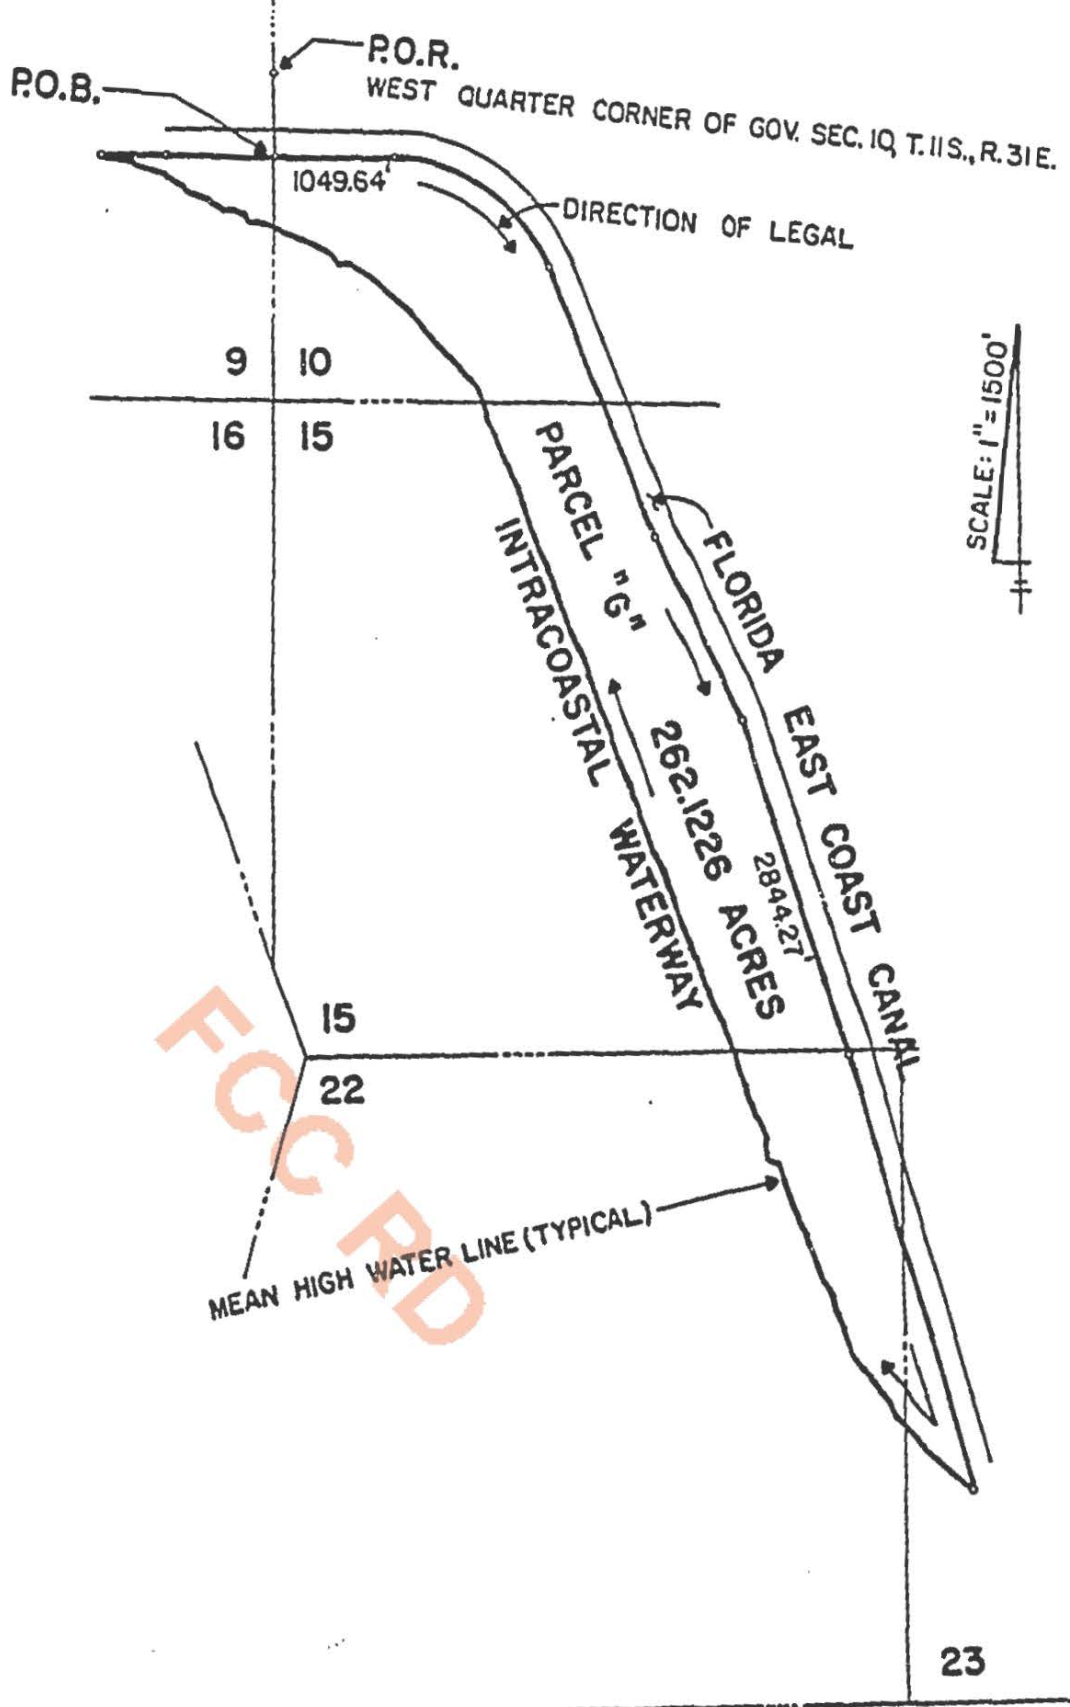 P.O.R.
P.O.B.
WEST QUARTER CORNER OF GOV. SEC. 10, T. 11 S., R. 31 E.
1049.64'
DIRECTION OF LEGAL
9 10
16 15
SCALE: 1" = 1500'
PARCEL "G"
INTRACOASTAL WATERWAY
FLORIDA EAST COAST CANAL
262.1226 ACRES
2844.27'
15
22
FCC RD
MEAN HIGH WATER LINE (TYPICAL)
23